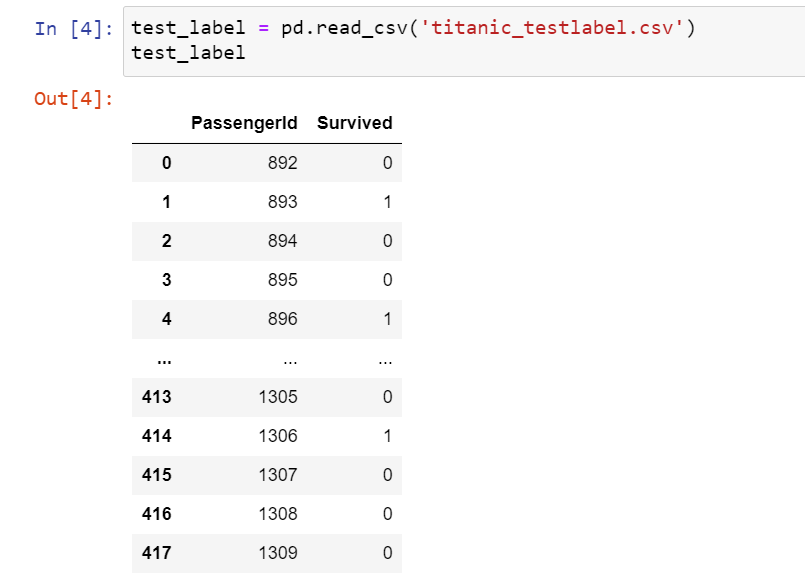 In [4]: test_label = pd.read_csv('titanic_testlabel.csv')
test_label
Out[4]:
PassengerId Survived
0 892 0
1 893 1
2 894 0
3 895 0
4 896 1
... ... ...
413 1305 0
414 1306 1
415 1307 0
416 1308 0
417 1309 0